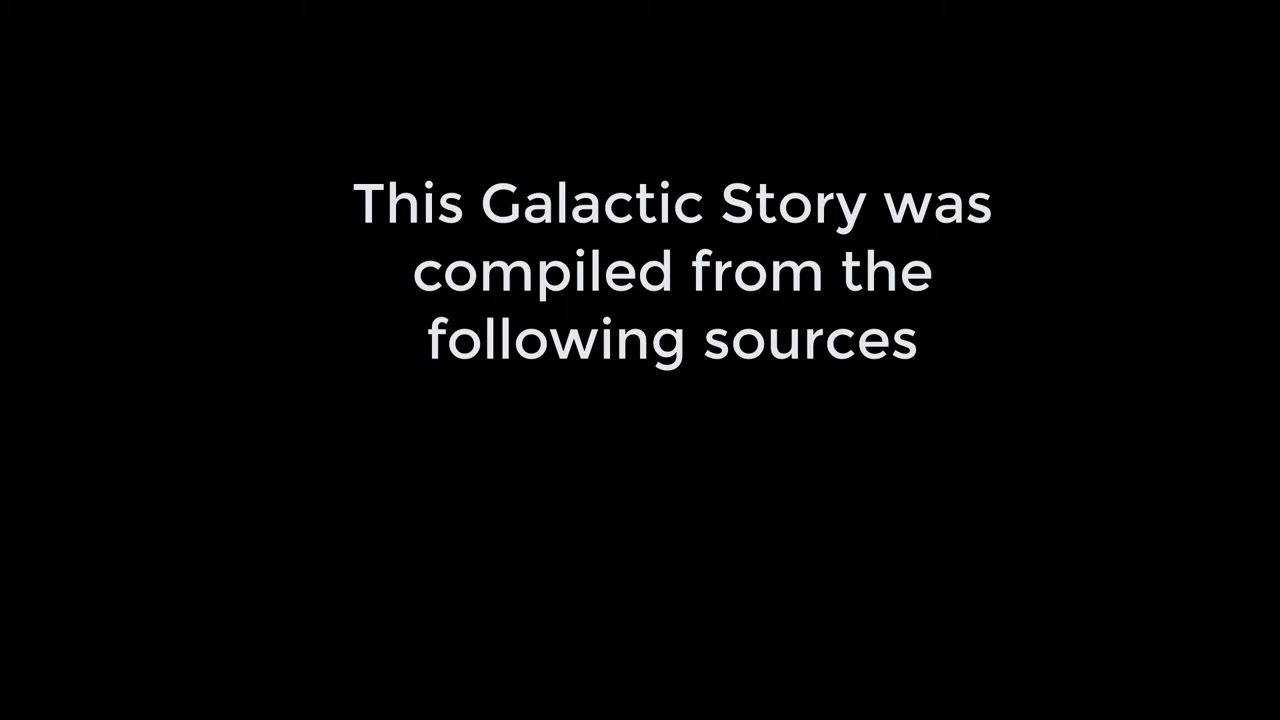 This Galactic Story was
compiled from the
following sources